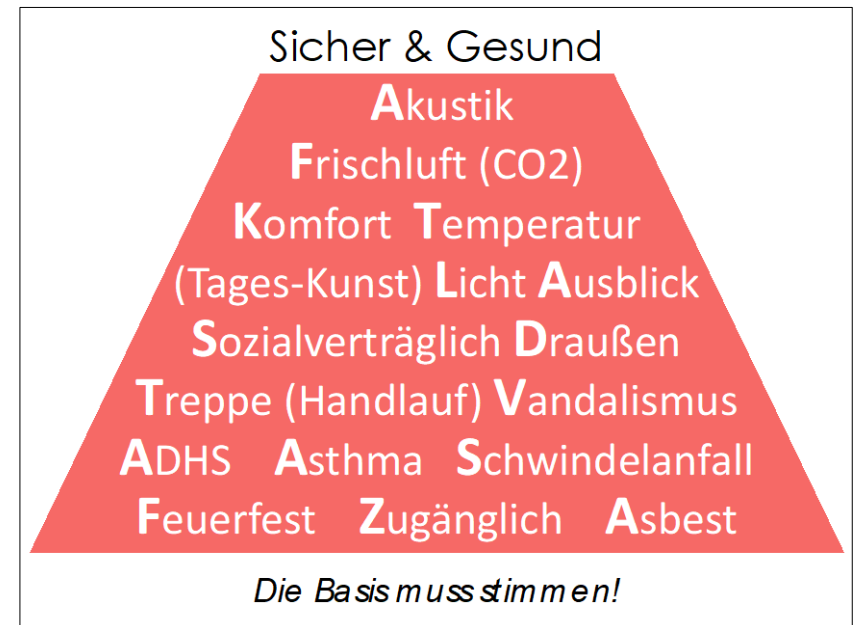 Sicher & Gesund
Akustik
Frischluft (CO2)
Komfort Temperatur
(Tages-Kunst) Licht Ausblick
Sozialverträglich Draußen
Treppe (Handlauf) Vandalismus
ADHS Asthma Schwindelanfall
Feuerfest Zugänglich Asbest
Die Basis muss stimmen!